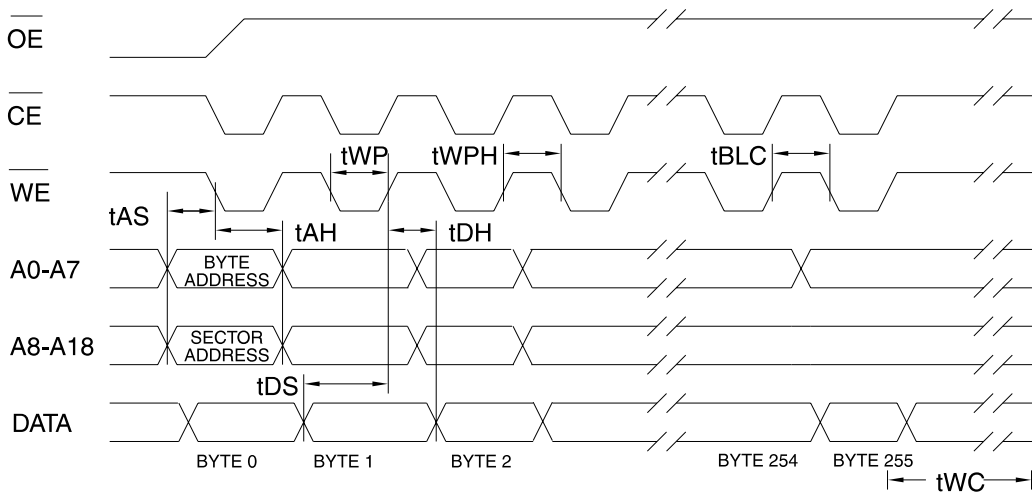 OE
CE
tWP
tWPH
tBLC
WE
tAS
tAH
tDH
A0-A7
BYTE
ADDRESS
A8-A18
SECTOR
ADDRESS
tDS
DATA
BYTE 0
BYTE 1
BYTE 2
BYTE 254
BYTE 255
tWC